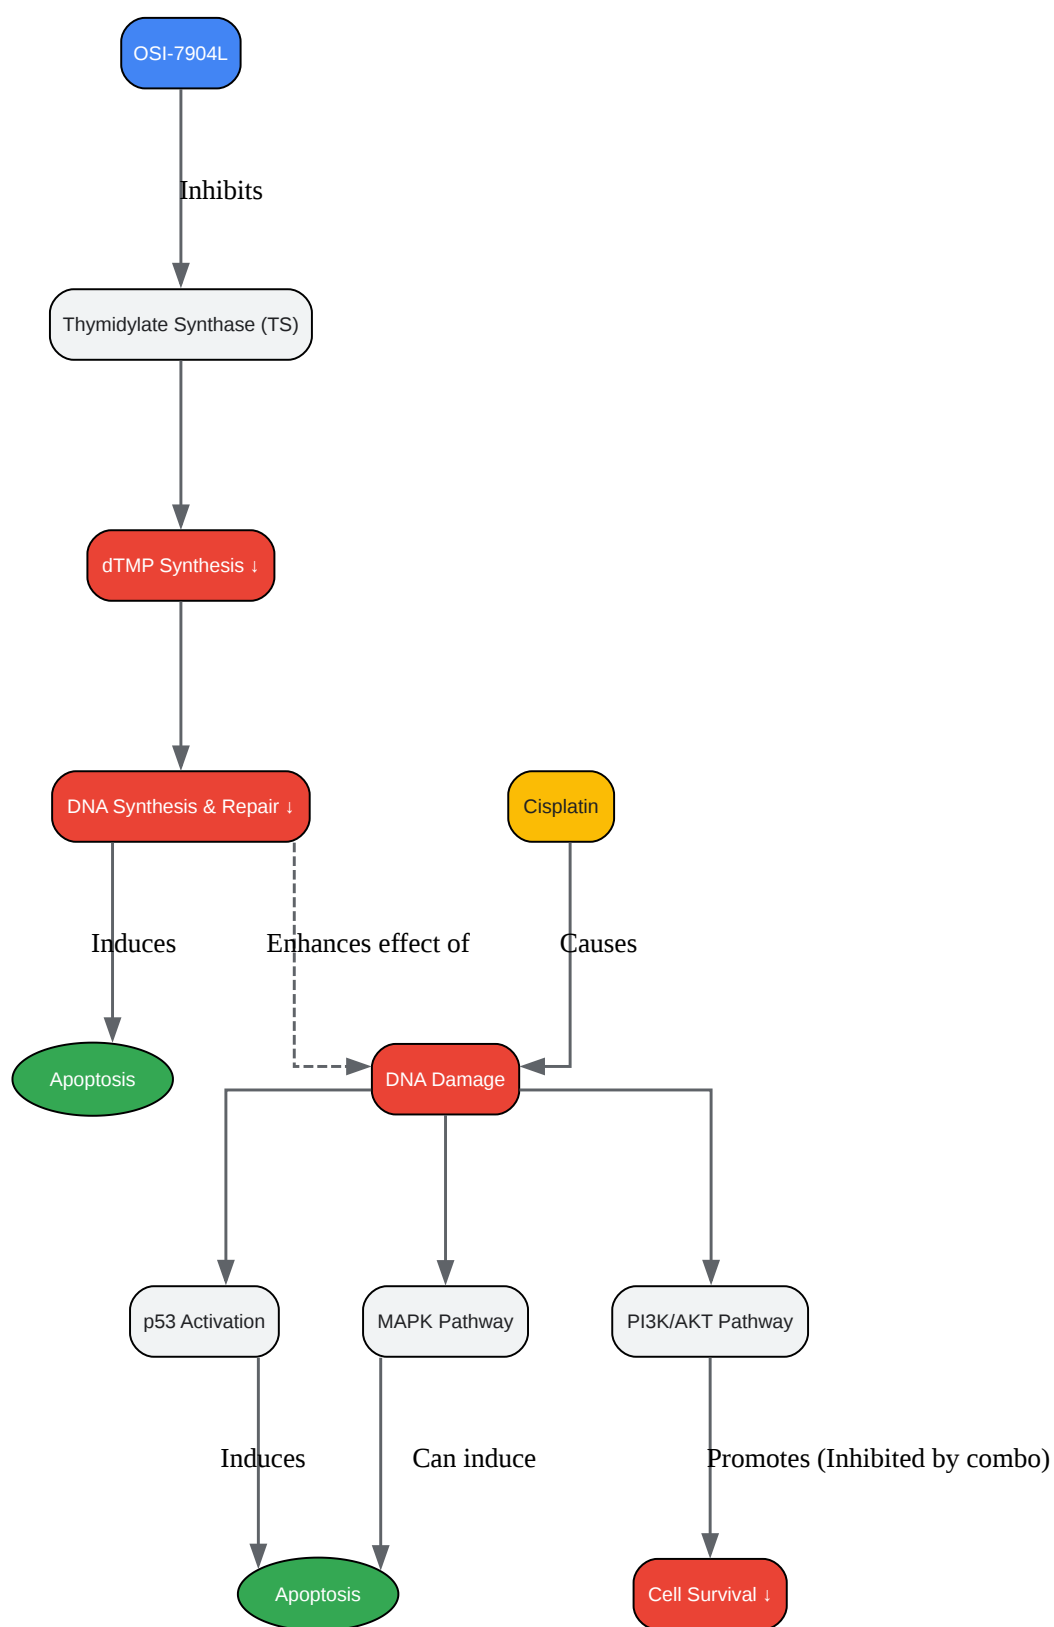 OSI-7904L
Inhibits
Thymidylate Synthase (TS)
dTMP Synthesis ↓
DNA Synthesis & Repair ↓
Cisplatin
Induces
Enhances effect of
Causes
Apoptosis
DNA Damage
p53 Activation
MAPK Pathway
PI3K/AKT Pathway
Induces
Can induce
Promotes (Inhibited by combo)
Apoptosis
Cell Survival ↓